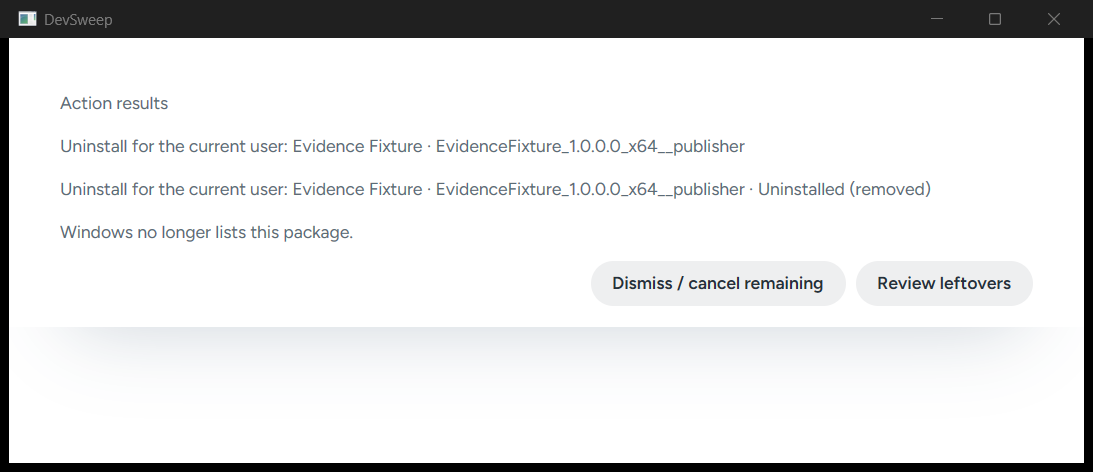 DevSweep
Action results
Uninstall for the current user: Evidence Fixture · EvidenceFixture_1.0.0.0_x64__publisher
Uninstall for the current user: Evidence Fixture · EvidenceFixture_1.0.0.0_x64__publisher · Uninstalled (removed)
Windows no longer lists this package.
Dismiss / cancel remaining
Review leftovers